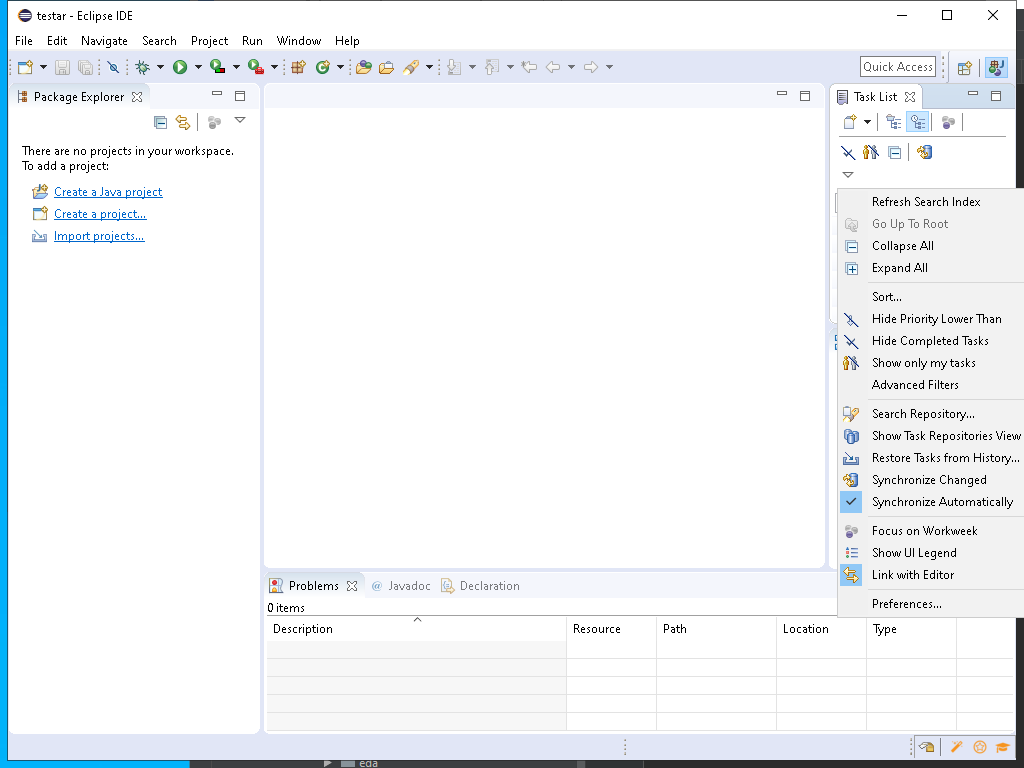 testar - Eclipse IDE
File Edit Navigate Search Project Run Window Help
Quick Access
Package Explorer
Task List
There are no projects in your workspace.
To add a project:
Create a Java project
Create a project...
Import projects...
Refresh Search Index
Go Up To Root
Collapse All
Expand All
Sort...
Hide Priority Lower Than
Hide Completed Tasks
Show only my tasks
Advanced Filters
Search Repository...
Show Task Repositories View
Restore Tasks from History...
Synchronize Changed
Synchronize Automatically
Focus on Workweek
Show UI Legend
Link with Editor
Preferences...
Problems @ Javadoc Declaration
0 items
Description Resource Path Location Type
eda